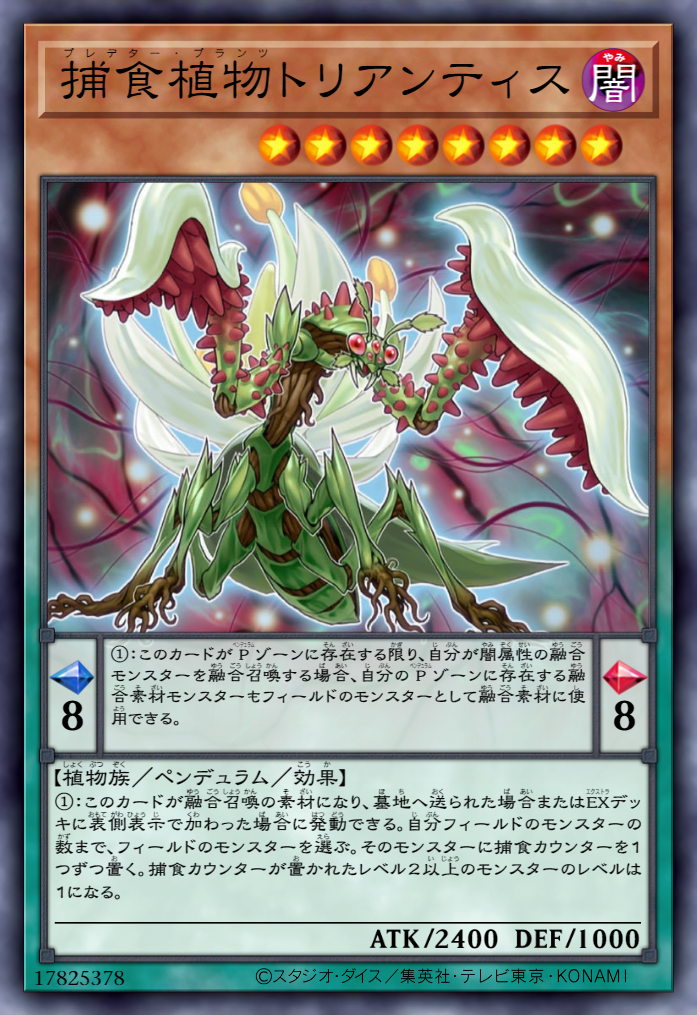 プレデター・プランツ
捕食植物トリアンティス
やみ
闇
①:このカードがPゾーンに存在する限り、自分が闇属性の融合
モンスターを融合召喚する場合、自分のPゾーンに存在する融
合素材モンスターもフィールドのモンスターとして融合素材に使
用できる。
8
8
【植物族/ペンデュラム/効果】
①:このカードが融合召喚の素材になり、墓地へ送られた場合またはEXデッ
キに表側表示で加わった場合に発動できる。自分フィールドのモンスターの
数まで、フィールドのモンスターを選ぶ。そのモンスターに捕食カウンターを1
つずつ置く。捕食カウンターが置かれたレベル2以上のモンスターのレベルは
1になる。
ATK/2400 DEF/1000
17825378 ©スタジオ・ダイス/集英社・テレビ東京・KONAMI